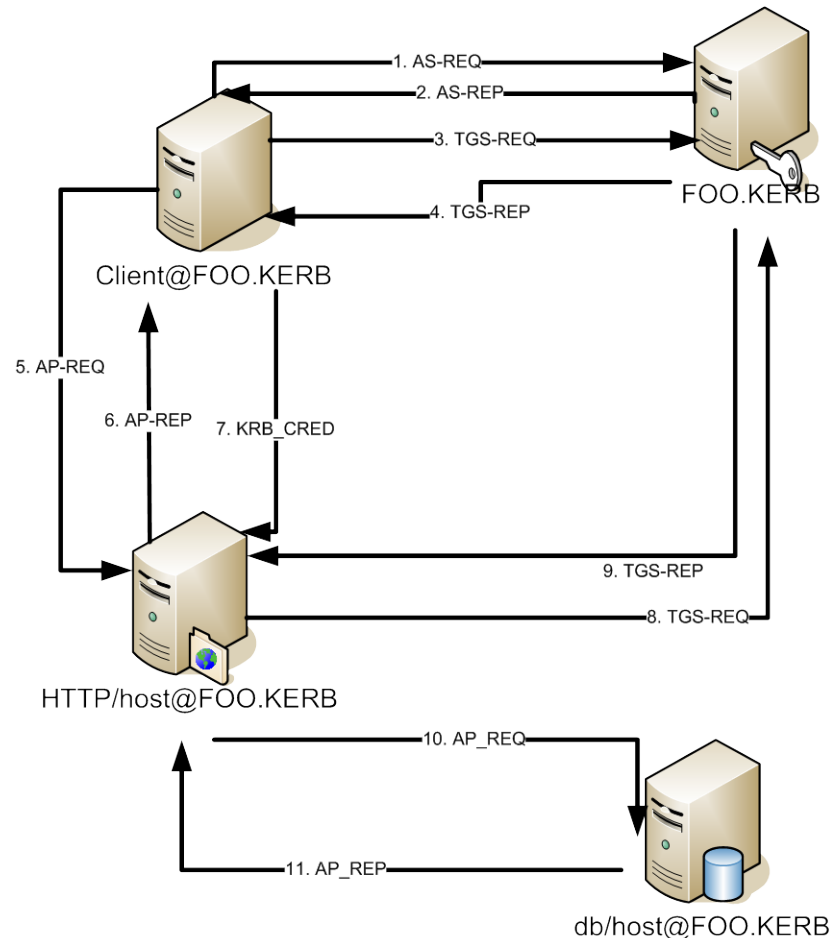 1. AS-REQ
2. AS-REP
3. TGS-REQ
FOO.KERB
4. TGS-REP
Client@FOO.KERB
5. AP-REQ
6. AP-REP
7. KRB_CRED
9. TGS-REP
8. TGS-REQ
HTTP/host@FOO.KERB
10. AP_REQ
11. AP_REP
db/host@FOO.KERB